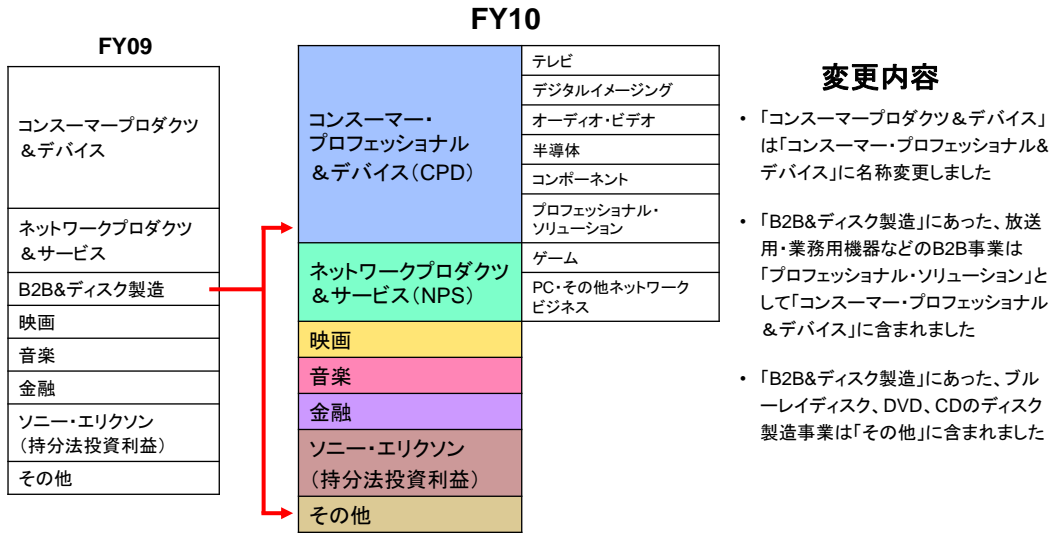 FY10
FY09
コンスーマープロダクツ
&デバイス
ネットワークプロダクツ
&サービス
B2B&ディスク製造
映画
音楽
金融
ソニー・エリクソン
(持分法投資利益)
その他
コンスーマー・
プロフェッショナル
&デバイス(CPD)
テレビ
デジタルイメージング
オーディオ・ビデオ
半導体
コンポーネント
プロフェッショナル・
ソリューション
ネットワークプロダクツ
&サービス(NPS)
ゲーム
PC・その他ネットワーク
ビジネス
映画
音楽
金融
ソニー・エリクソン
(持分法投資利益)
その他
変更内容
• 「コンスーマープロダクツ&デバイス」
は「コンスーマー・プロフェッショナル&
デバイス」に名称変更しました
• 「B2B&ディスク製造」にあった、放送
用・業務用機器などのB2B事業は
「プロフェッショナル・ソリューション」と
して「コンスーマー・プロフェッショナル
&デバイス」に含まれました
• 「B2B&ディスク製造」にあった、ブル
ーレイディスク、DVD、CDのディスク
製造事業は「その他」に含まれました